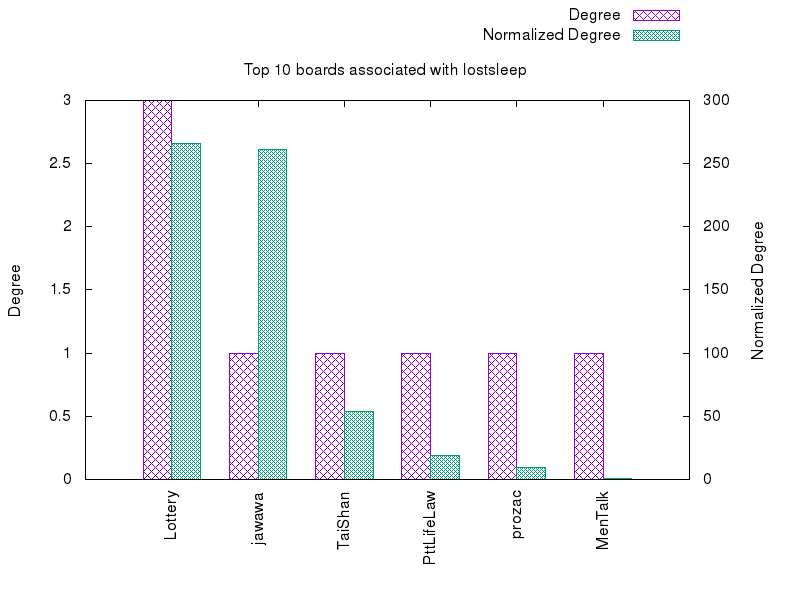 Degree
Normalized Degree
Top 10 boards associated with lostsleep
3
2.5
2
1.5
1
0.5
0
300
250
200
150
100
50
0
Degree
Normalized Degree
Lottery
jawawa
TaiShan
PttLifeLaw
prozac
MenTalk